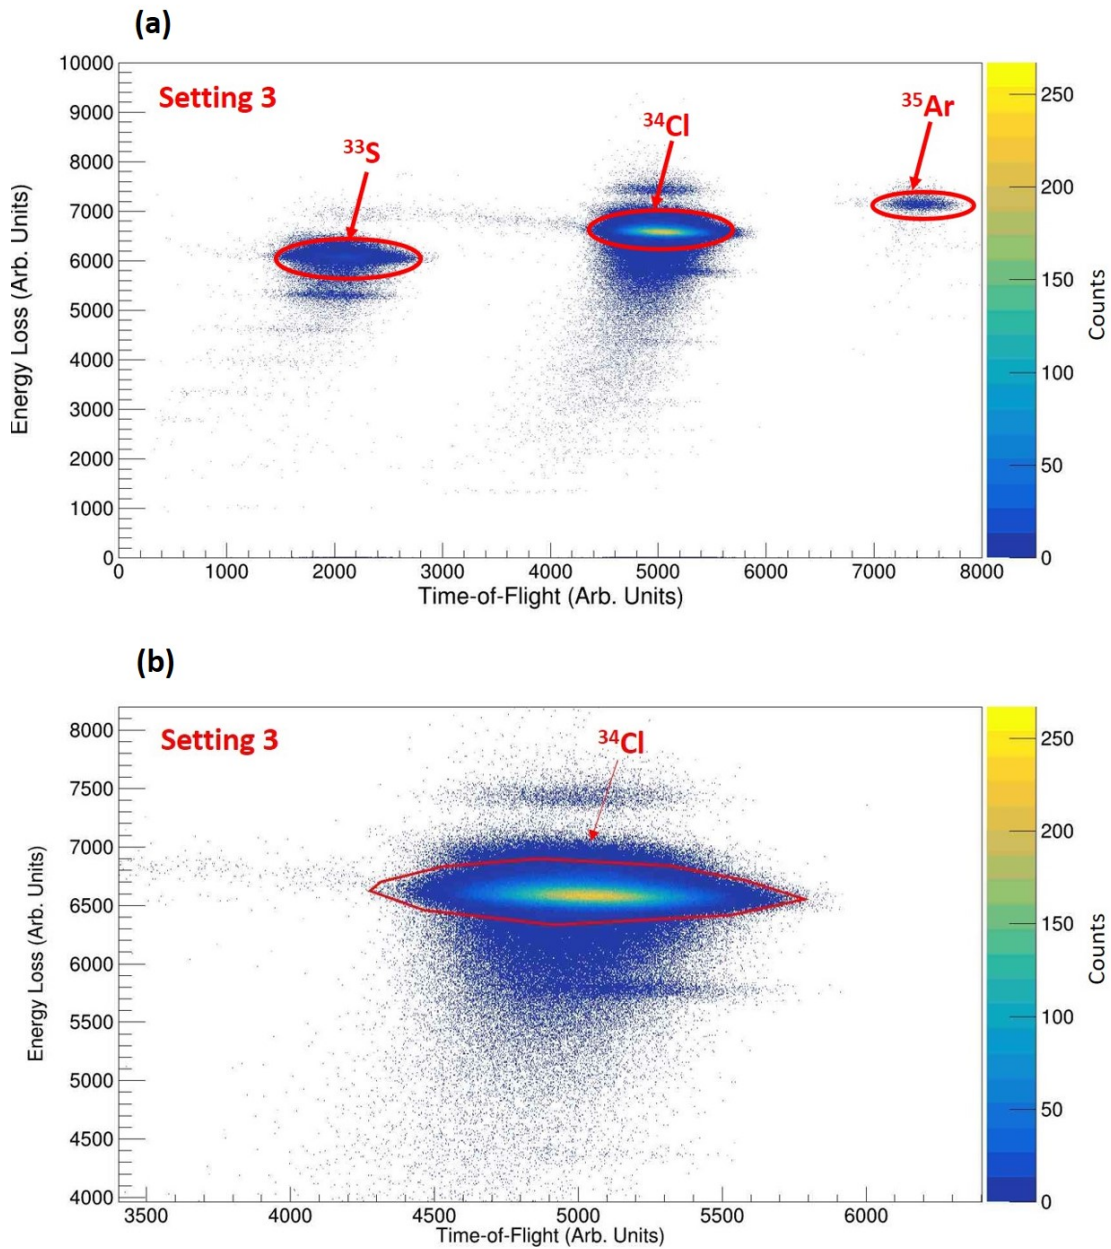 (a)
Setting 3
³³S
³⁴Cl
³⁵Ar
Energy Loss (Arb. Units)
10000
9000
8000
7000
6000
5000
4000
3000
2000
1000
0
0 1000 2000 3000 4000 5000 6000 7000 8000
Time-of-Flight (Arb. Units)
250
200
150
100
50
0
Counts
(b)
Setting 3
³⁴Cl
Energy Loss (Arb. Units)
8000
7500
7000
6500
6000
5500
5000
4500
4000
3500 4000 4500 5000 5500 6000
Time-of-Flight (Arb. Units)
250
200
150
100
50
0
Counts